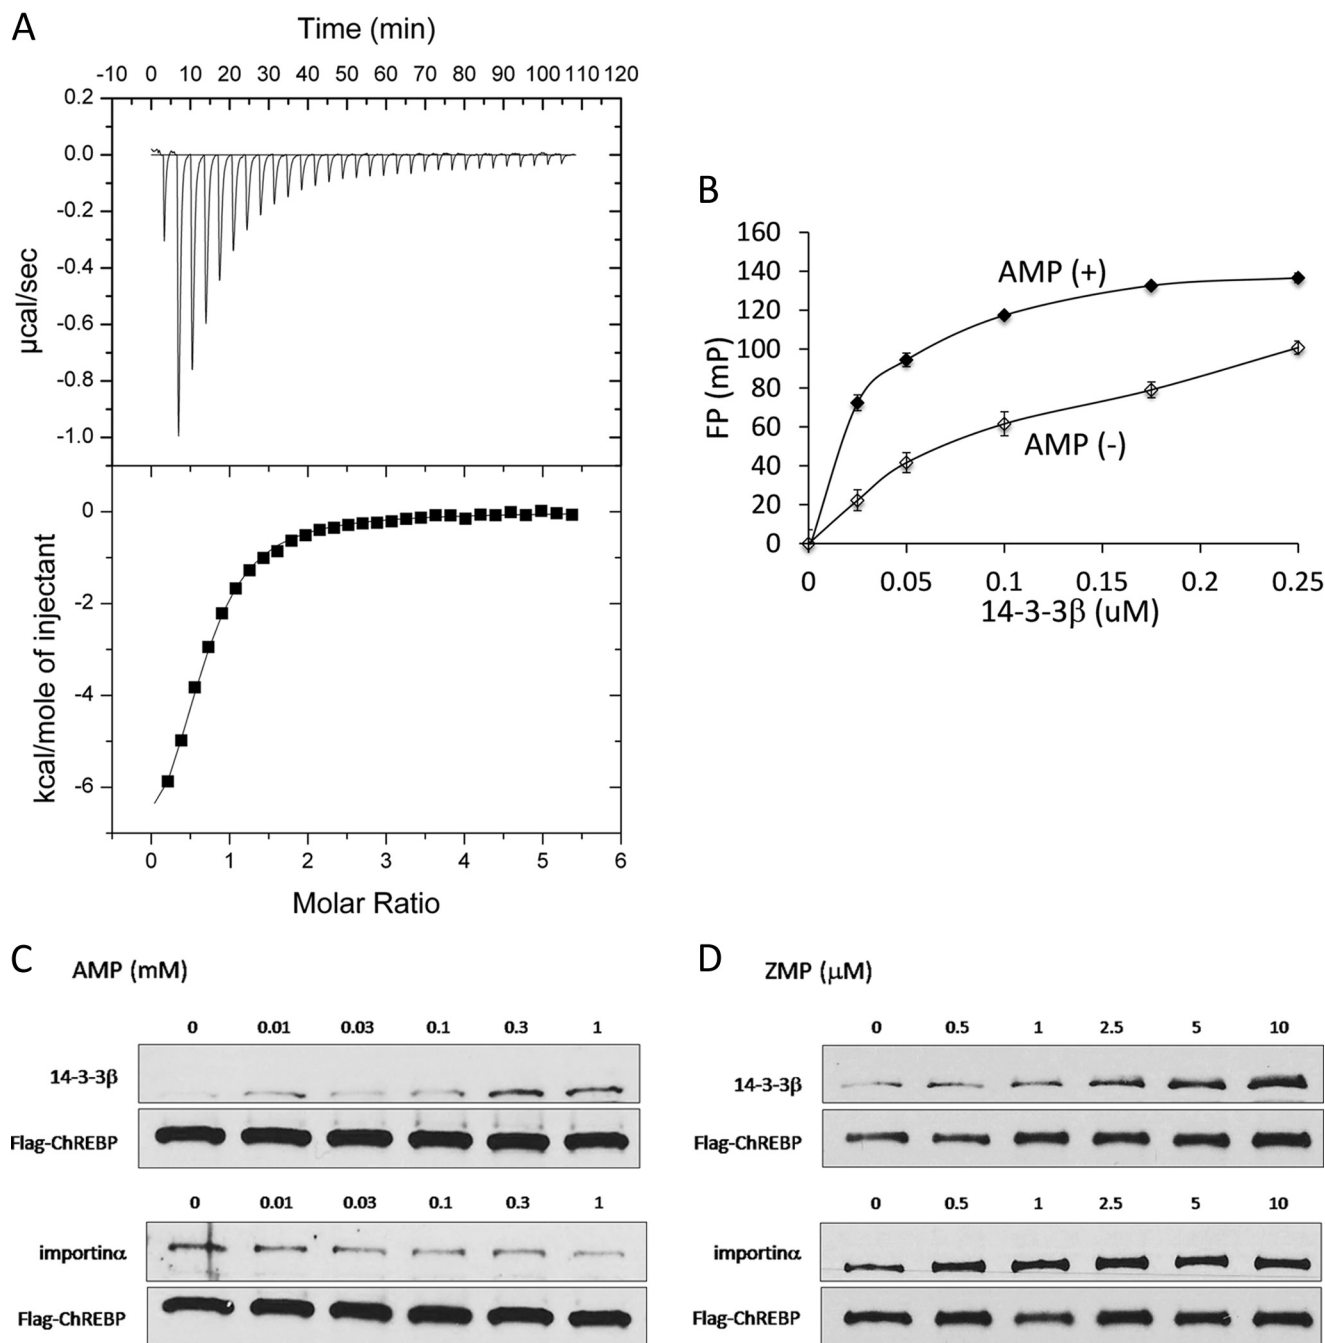 A
Time (min)
-10 0 10 20 30 40 50 60 70 80 90 100 110 120
0.2
0.0
-0.2
-0.4
-0.6
-0.8
-1.0
µcal/sec
0
-2
-4
-6
kcal/mole of injectant
0 1 2 3 4 5 6
Molar Ratio
B
160
140
120
100
80
60
40
20
0
FP (mP)
AMP (+)
AMP (-)
0 0.05 0.1 0.15 0.2 0.25
14-3-3β (uM)
C
AMP (mM)
0 0.01 0.03 0.1 0.3 1
14-3-3β
Flag-ChREBP
0 0.01 0.03 0.1 0.3 1
importinα
Flag-ChREBP
D
ZMP (µM)
0 0.5 1 2.5 5 10
14-3-3β
Flag-ChREBP
0 0.5 1 2.5 5 10
importinα
Flag-ChREBP